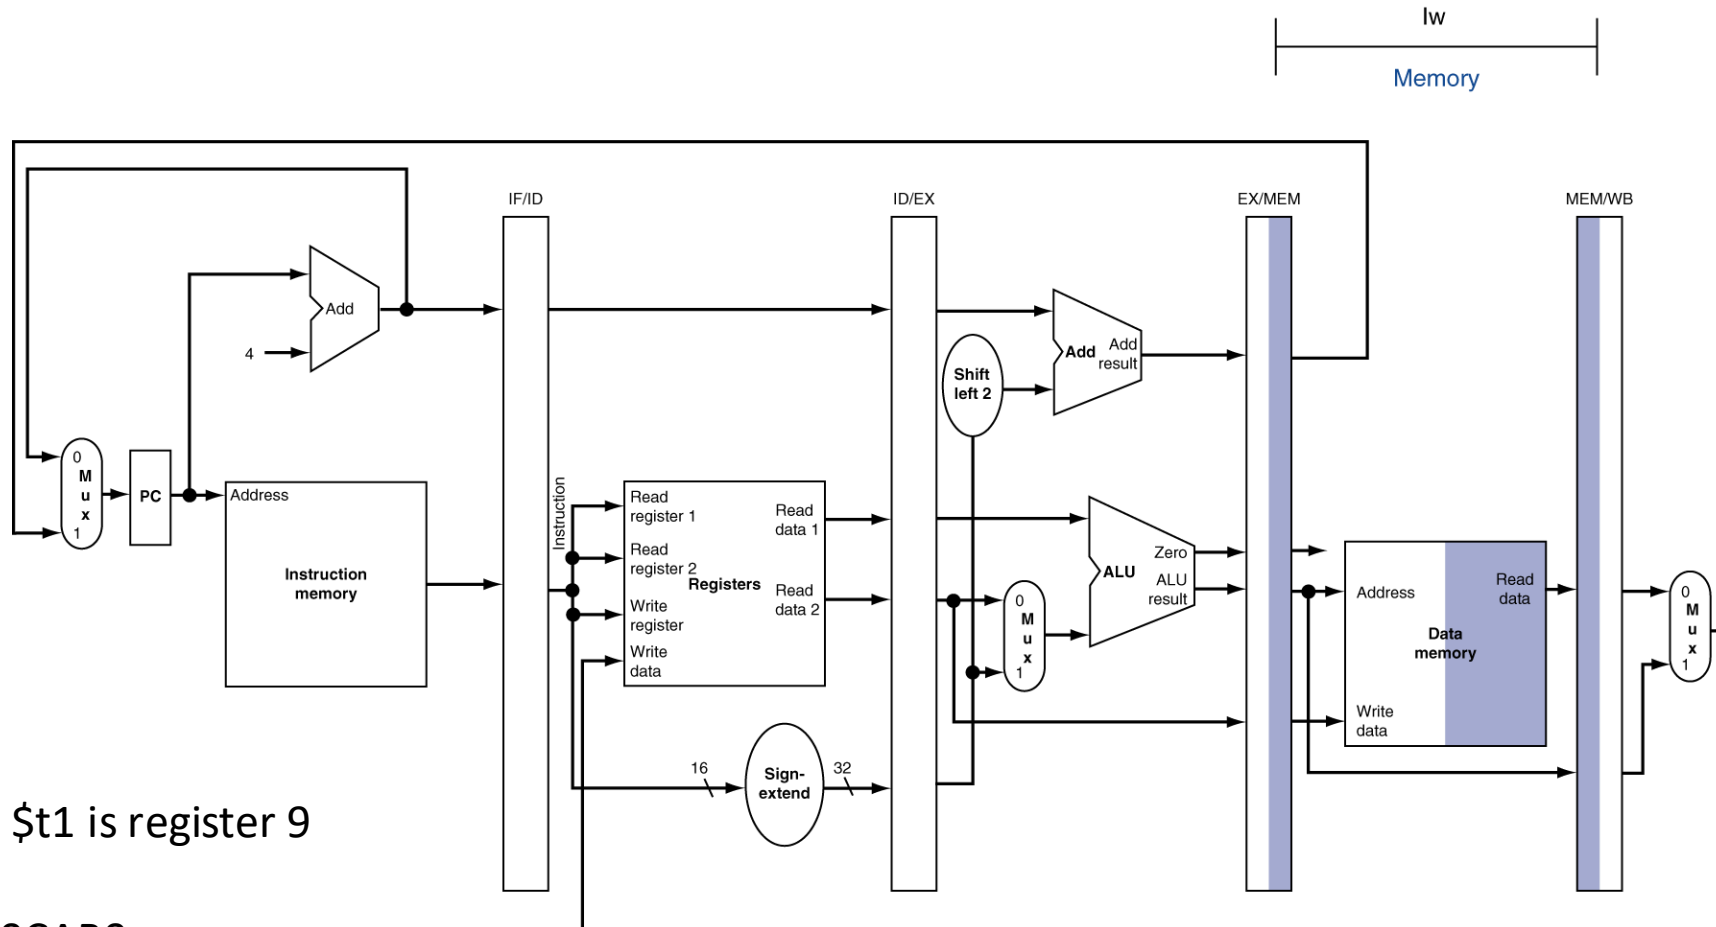 lw
Memory
IF/ID
ID/EX
EX/MEM
MEM/WB
Add
4
Add
Add
result
Shift
left 2
0
M
u
x
1
PC
Address
Instruction
memory
Instruction
Read
register 1
Read
register 2
Write
register
Write
data
Registers
Read
data 1
Read
data 2
16
Sign-
extend
32
0
M
u
x
1
ALU
Zero
ALU
result
Address
Read
data
Data
memory
Write
data
0
M
u
x
1
$t1 is register 9